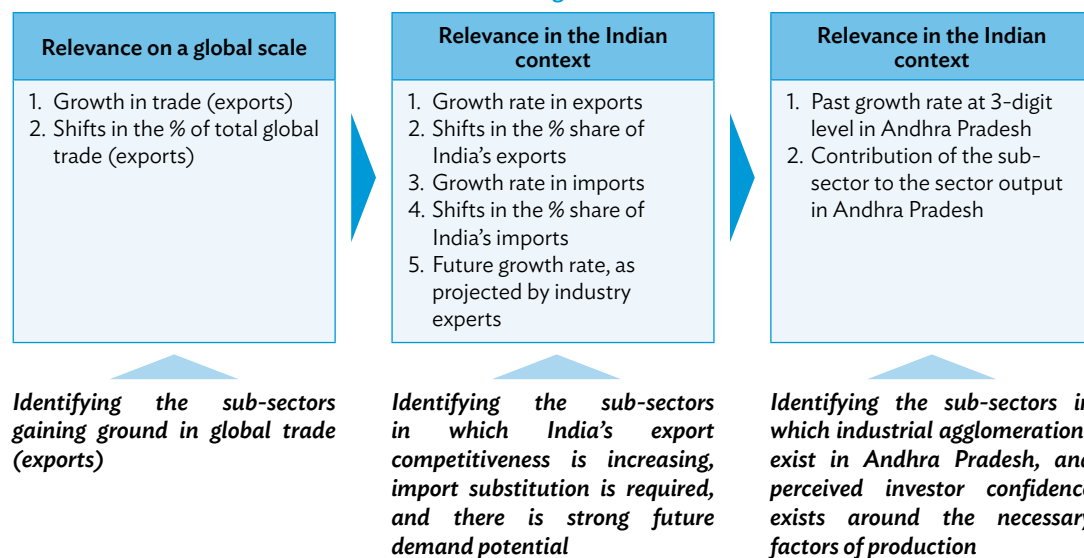 Relevance on a global scale
1. Growth in trade (exports)
2. Shifts in the % of total global
trade (exports)
Identifying the sub-sectors
gaining ground in global trade
(exports)
Relevance in the Indian
context
1. Growth rate in exports
2. Shifts in the % share of
India's exports
3. Growth rate in imports
4. Shifts in the % share of
India's imports
5. Future growth rate, as
projected by industry
experts
Identifying the sub-sectors
in which India's export
competitiveness is increasing,
import substitution is required,
and there is strong future
demand potential
Relevance in the Indian
context
1. Past growth rate at 3-digit
level in Andhra Pradesh
2. Contribution of the sub-
sector to the sector output
in Andhra Pradesh
Identifying the sub-sectors in
which industrial agglomeration
exist in Andhra Pradesh, and
perceived investor confidence
exists around the necessary
factors of production